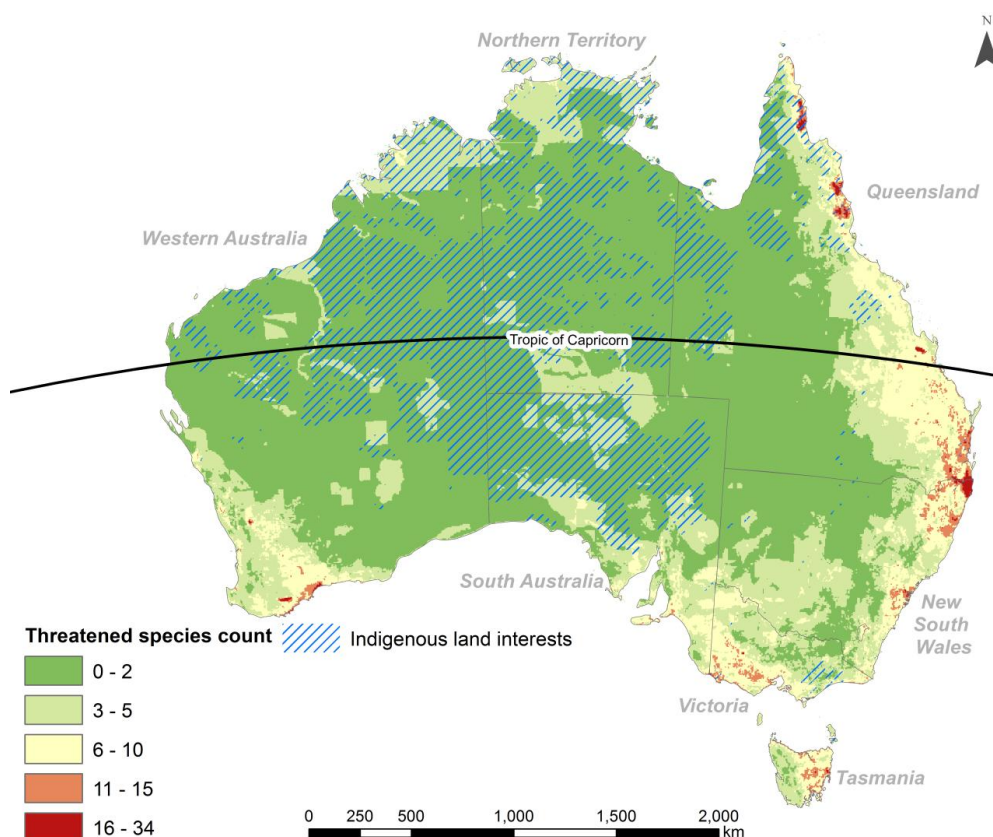 Northern Territory
N
Queensland
Western Australia
Tropic of Capricorn
South Australia
New
South
Wales
Victoria
Tasmania
Threatened species count
Indigenous land interests
0 - 2
3 - 5
6 - 10
11 - 15
16 - 34
0 250 500 1,000 1,500 2,000
km